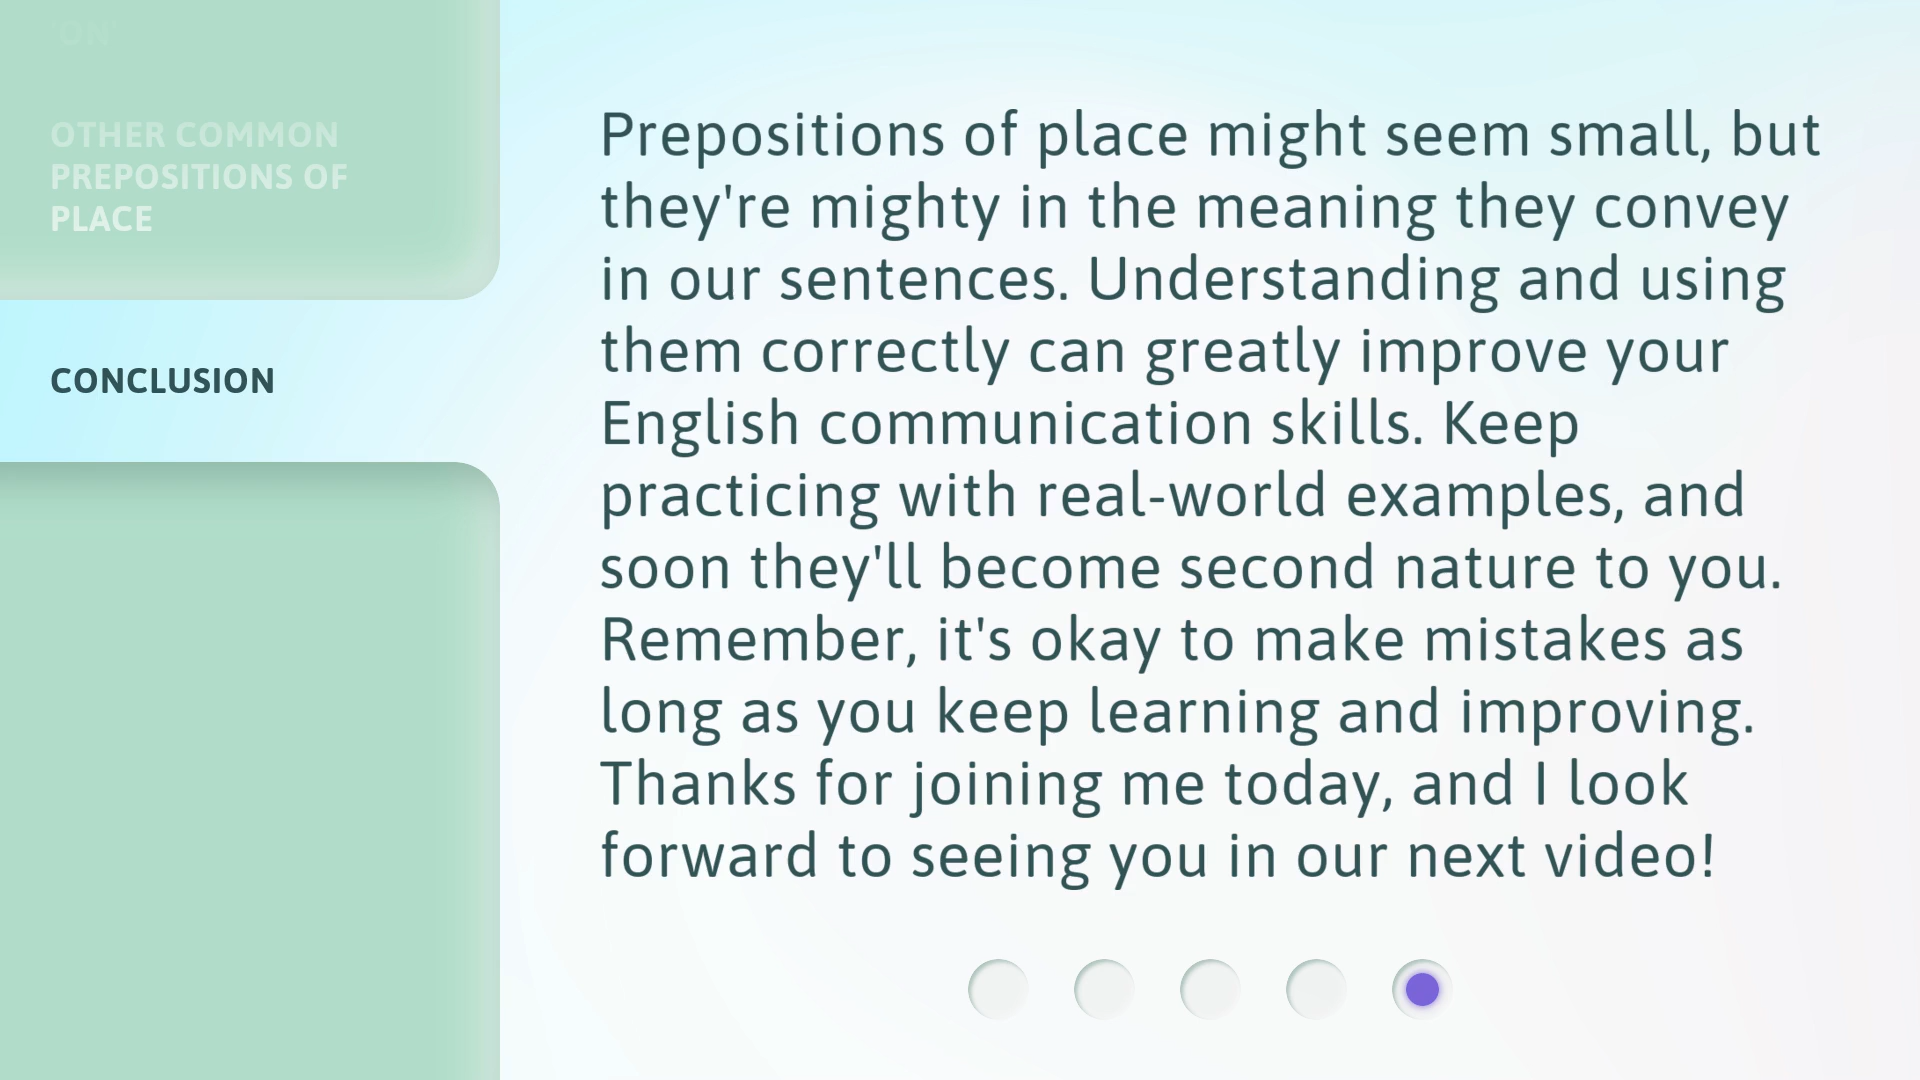 ON
OTHER COMMON
PREPOSITIONS OF
PLACE
CONCLUSION
Prepositions of place might seem small, but
they're mighty in the meaning they convey
in our sentences. Understanding and using
them correctly can greatly improve your
English communication skills. Keep
practicing with real-world examples, and
soon they'll become second nature to you.
Remember, it's okay to make mistakes as
long as you keep learning and improving.
Thanks for joining me today, and I look
forward to seeing you in our next video!